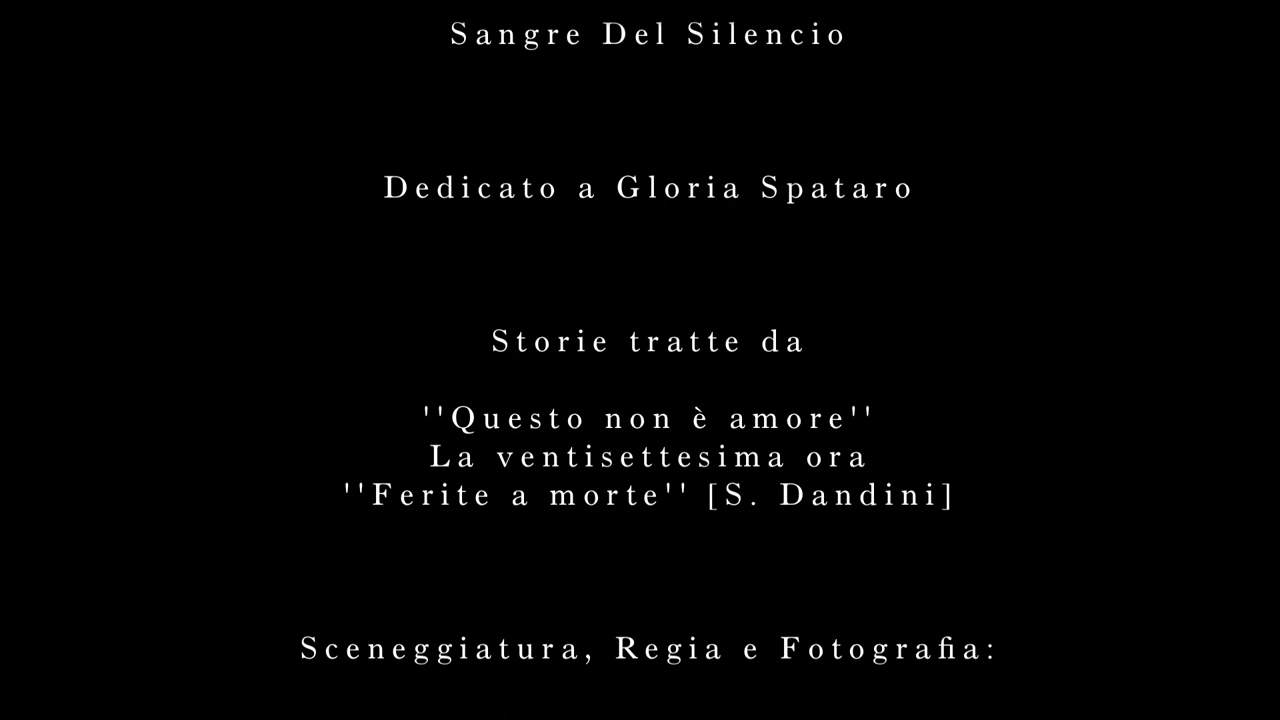 Sangre Del Silencio
Dedicato a Gloria Spataro
Storie tratte da
''Questo non è amore''
La ventisettesima ora
''Ferite a morte'' [S. Dandini]
Sceneggiatura, Regia e Fotografia: